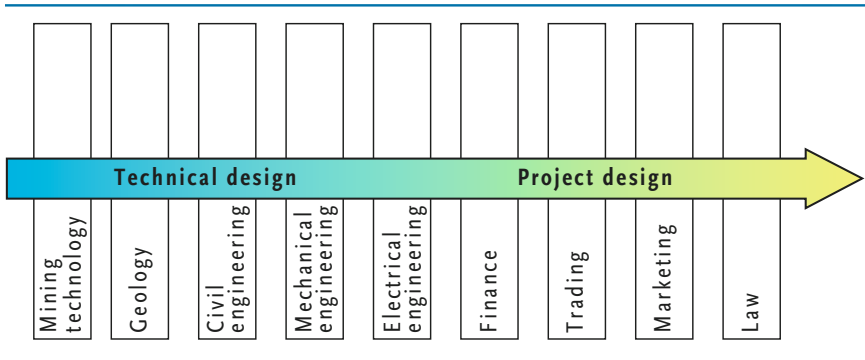 Technical design
Project design
Mining
technology
Geology
Civil
engineering
Mechanical
engineering
Electrical
engineering
Finance
Trading
Marketing
Law